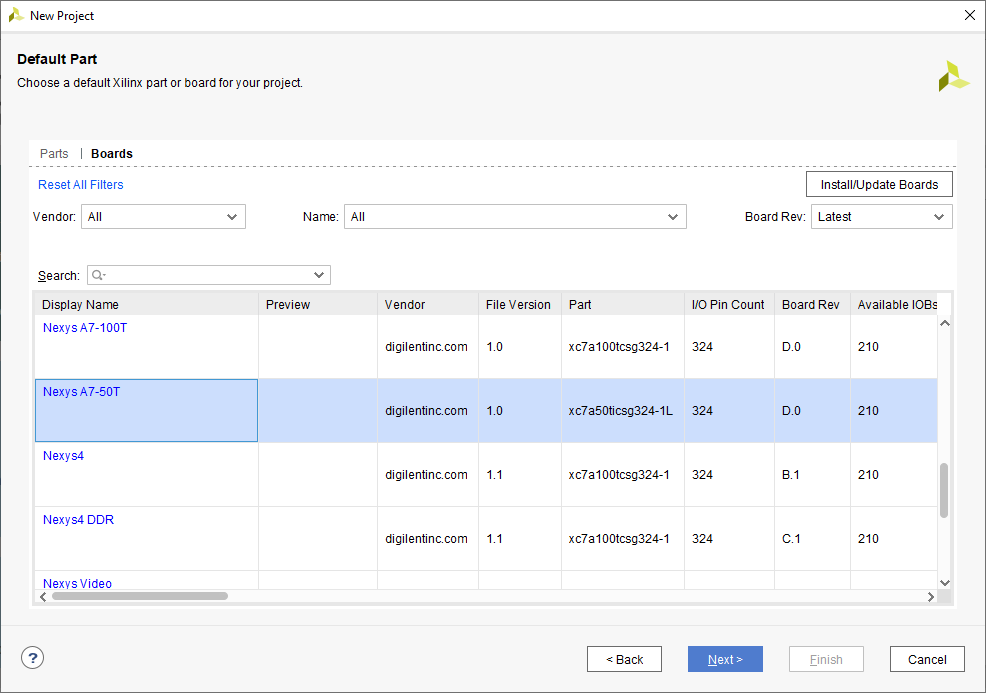 New Project
Default Part
Choose a default Xilinx part or board for your project.
Parts | Boards
Reset All Filters
Install/Update Boards
Vendor: All Name: All Board Rev: Latest
Search:
Display Name Preview Vendor File Version Part I/O Pin Count Board Rev Available IOBs
Nexys A7-100T digilentinc.com 1.0 xc7a100tcsg324-1 324 D.0 210
Nexys A7-50T digilentinc.com 1.0 xc7a50ticsg324-1L 324 D.0 210
Nexys4 digilentinc.com 1.1 xc7a100tcsg324-1 324 B.1 210
Nexys4 DDR digilentinc.com 1.1 xc7a100tcsg324-1 324 C.1 210
Nexys Video
? < Back Next > Finish Cancel